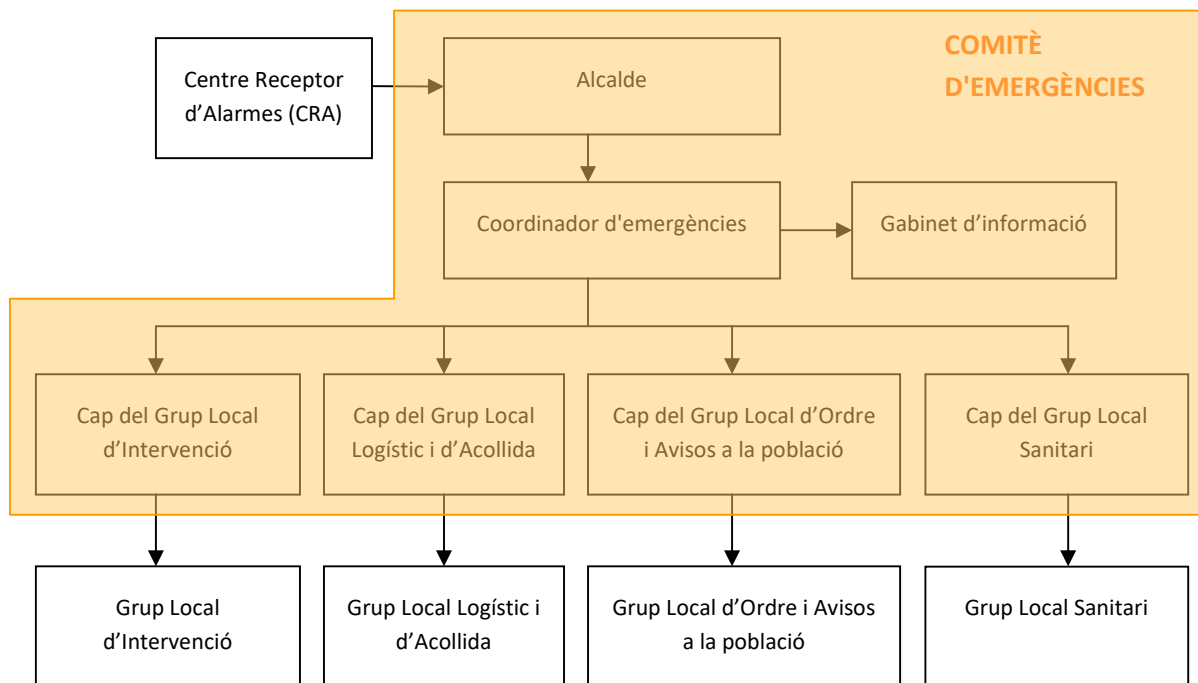 COMITÈ
D'EMERGÈNCIES
Centre Receptor
d’Alarmes (CRA)
Alcalde
Coordinador d'emergències
Gabinet d’informació
Cap del Grup Local
d’Intervenció
Cap del Grup Local
Logístic i d’Acollida
Cap del Grup Local d’Ordre
i Avisos a la població
Cap del Grup Local
Sanitari
Grup Local
d’Intervenció
Grup Local Logístic i
d’Acollida
Grup Local d’Ordre i Avisos
a la població
Grup Local Sanitari